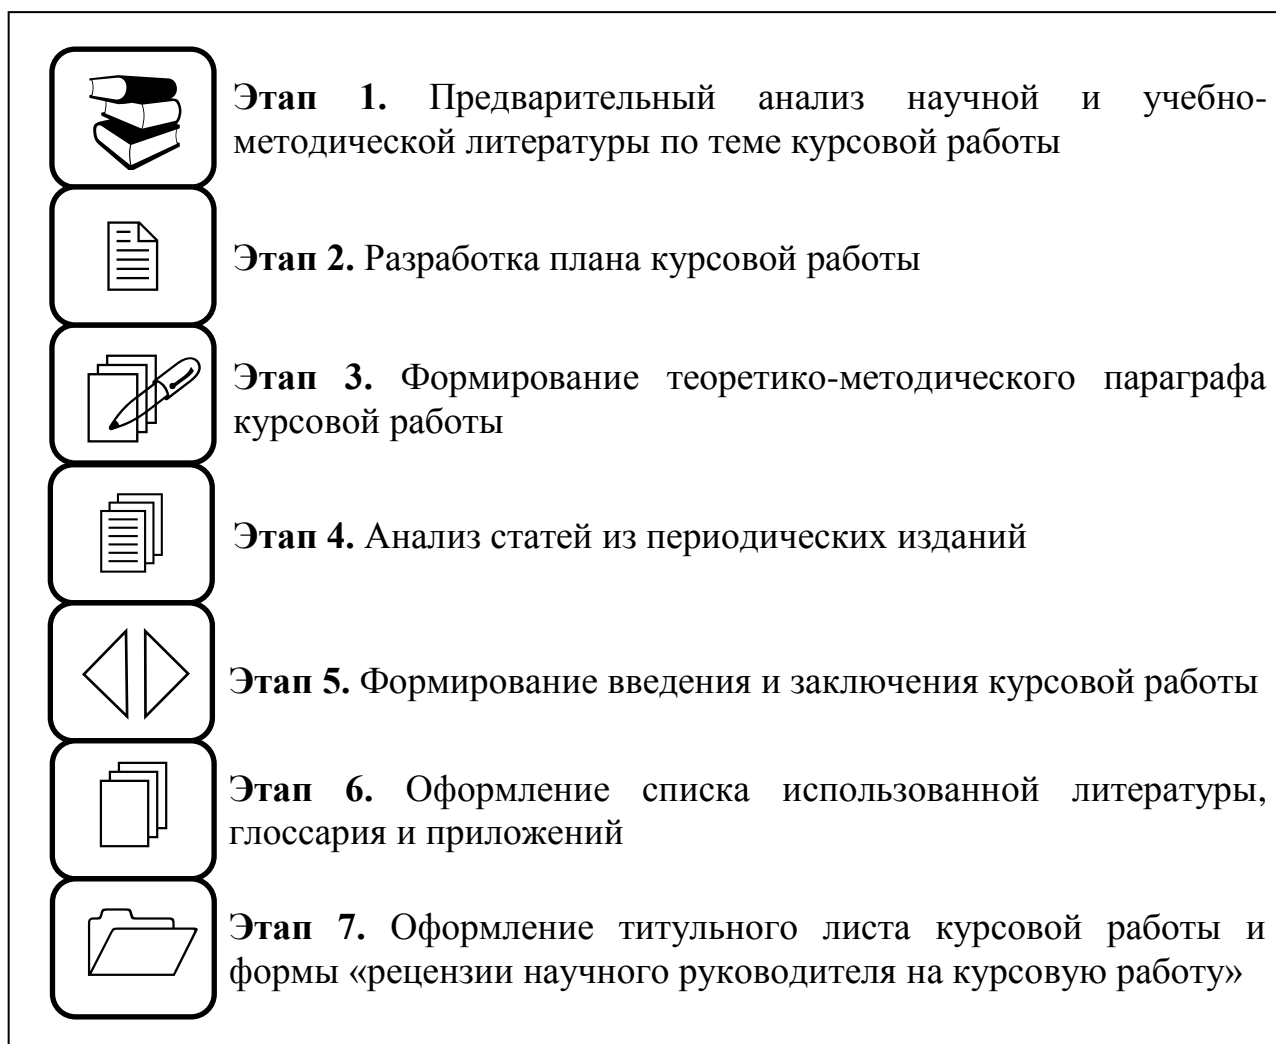 Этап 1. Предварительный анализ научной и учебно-
методической литературы по теме курсовой работы
Этап 2. Разработка плана курсовой работы
Этап 3. Формирование теоретико-методического параграфа
курсовой работы
Этап 4. Анализ статей из периодических изданий
Этап 5. Формирование введения и заключения курсовой работы
Этап 6. Оформление списка использованной литературы,
глоссария и приложений
Этап 7. Оформление титульного листа курсовой работы и
формы «рецензии научного руководителя на курсовую работу»